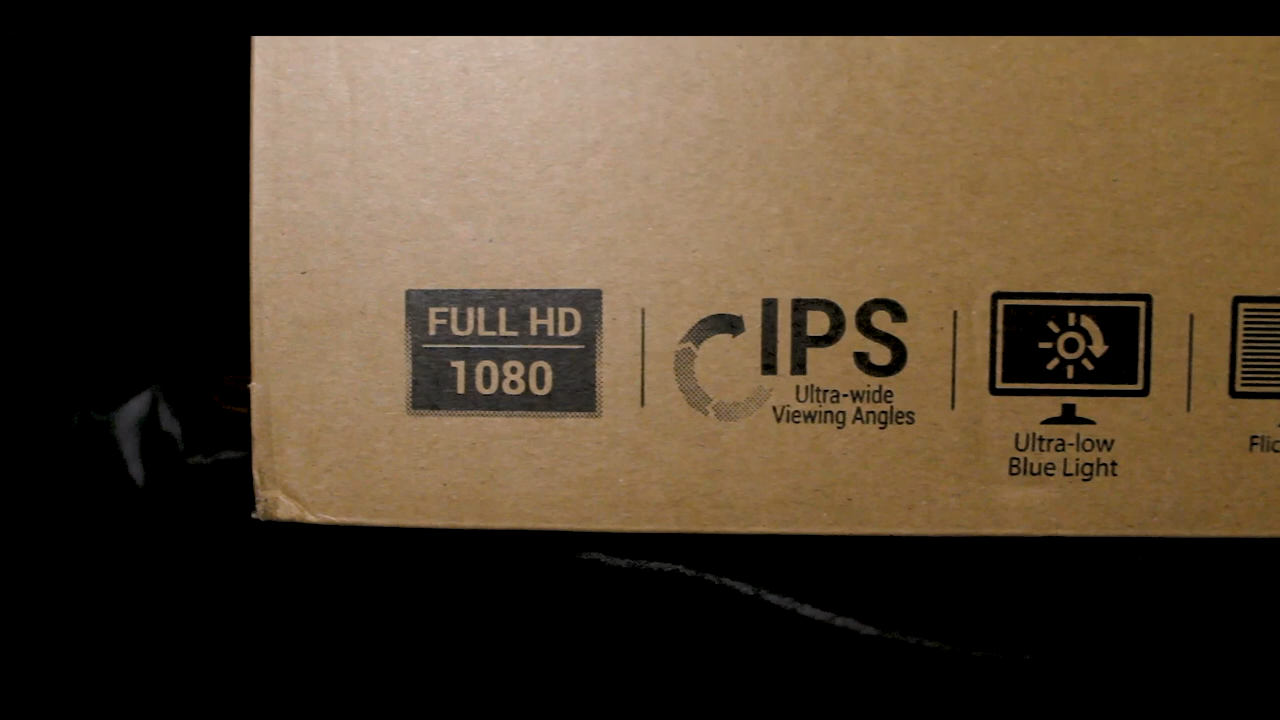 FULL HD
1080
IPS
Ultra-wide
Viewing Angles
Ultra-low
Blue Light